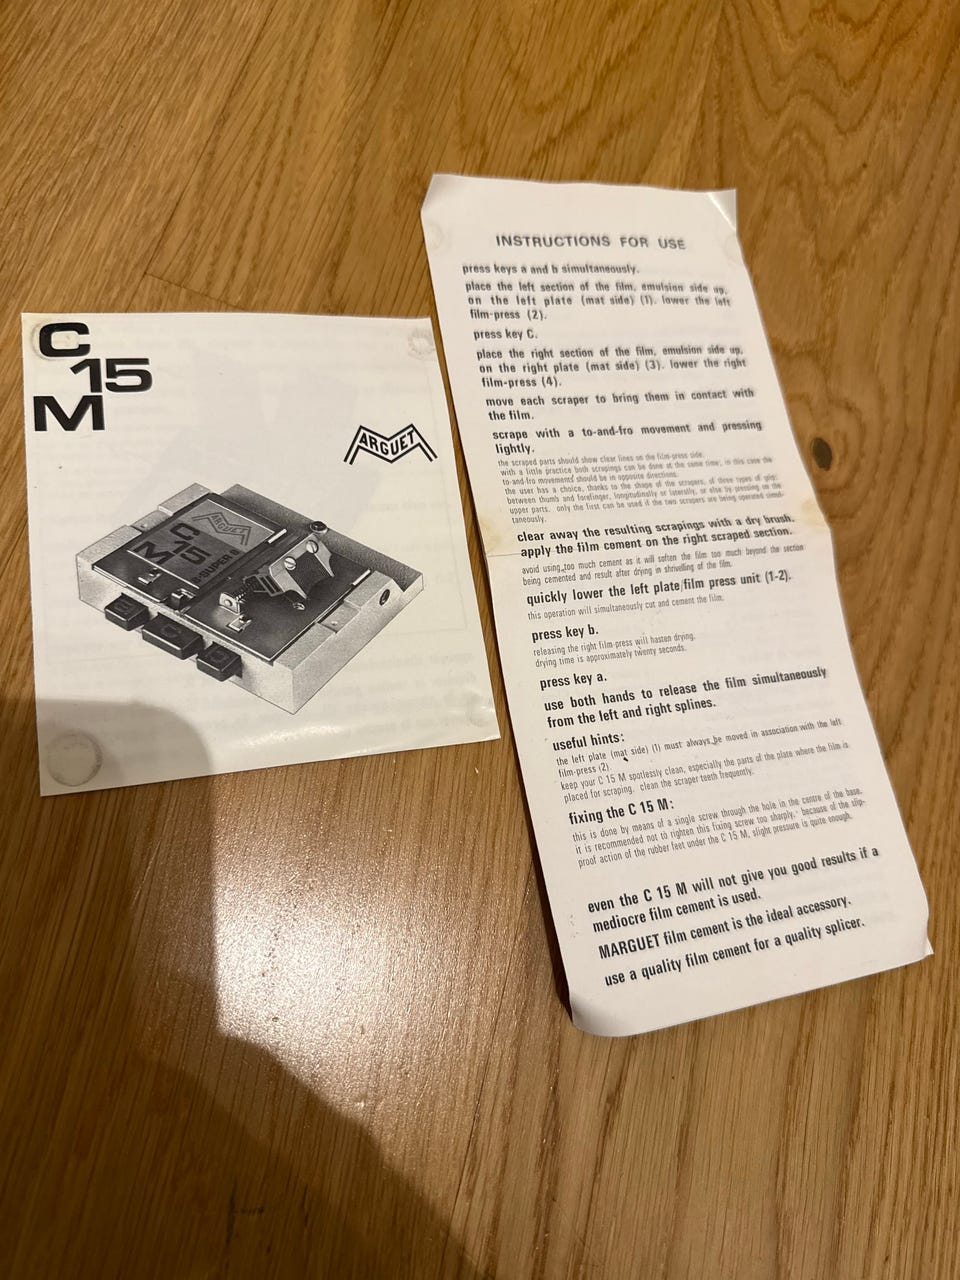 C
15
M
MARGUET
MARGUET
C
15
M
SUPER 8
INSTRUCTIONS FOR USE
press keys a and b simultaneously.
place the left section of the film, emulsion side up,
on the left plate (mat side) (1). lower the left
film-press (2).
press key C.
place the right section of the film, emulsion side up,
on the right plate (mat side) (3). lower the right
film-press (4).
move each scraper to bring them in contact with
the film.
scrape with a to-and-fro movement and pressing
lightly.
the scraped parts should show clear lines on the film-press side.
with a little practice both scrapings can be done at the same time; in this case the
to-and-fro movements should be in opposite directions.
the user has a choice, thanks to the shape of the scrapers, of three types of grip:
between thumb and forefinger, longitudinally or laterally, or else by pressing on the
upper parts. only the first can be used if the two scrapers are being operated simul-
taneously.
clear away the resulting scrapings with a dry brush.
apply the film cement on the right scraped section.
avoid using too much cement as it will soften the film too much beyond the section
being cemented and result after drying in shrivelling of the film.
quickly lower the left plate/film press unit (1-2).
this operation will simultaneously cut and cement the film.
press key b.
releasing the right film-press will hasten drying.
drying time is approximately twenty seconds.
press key a.
use both hands to release the film simultaneously
from the left and right splines.
useful hints:
the left plate (mat side) (1) must always be moved in association with the left
film-press (2).
keep your C 15 M spotlessly clean, especially the parts of the plate where the film is
placed for scraping. clean the scraper teeth frequently.
fixing the C 15 M:
this is done by means of a single screw through the hole in the centre of the base.
it is recommended not to tighten this fixing screw too sharply. because of the slip-
proof action of the rubber feet under the C 15 M, slight pressure is quite enough.
even the C 15 M will not give you good results if a
mediocre film cement is used.
MARGUET film cement is the ideal accessory.
use a quality film cement for a quality splicer.